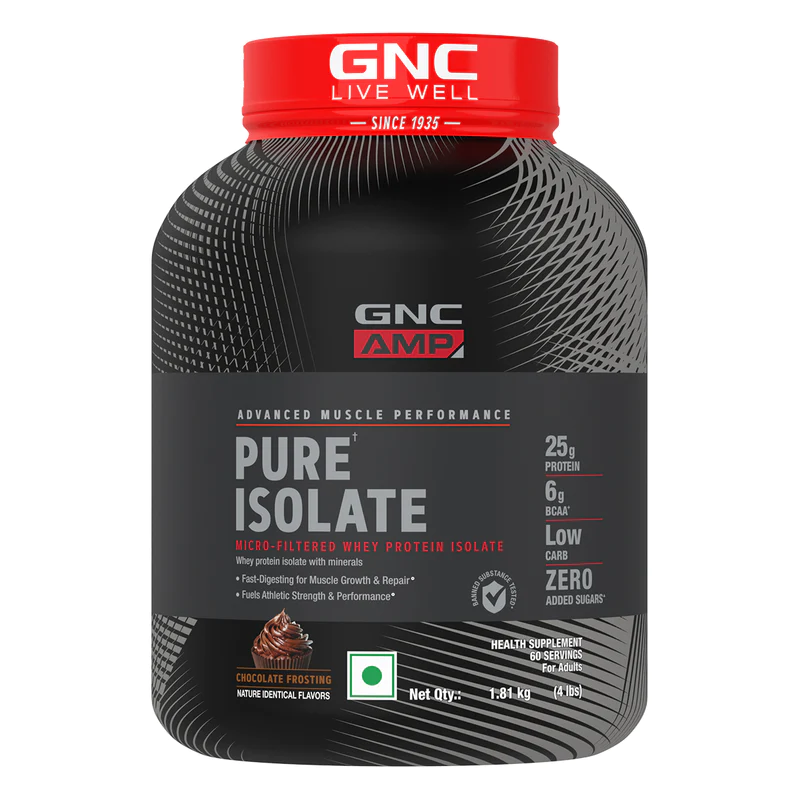 GNC
LIVE WELL
— SINCE 1935 —
GNC
AMP
ADVANCED MUSCLE PERFORMANCE
PURE†
ISOLATE
MICRO-FILTERED WHEY PROTEIN ISOLATE
Whey protein isolate with minerals
• Fast-Digesting for Muscle Growth & Repair*
• Fuels Athletic Strength & Performance*
BANNED SUBSTANCE TESTED*
25g
PROTEIN
6g
BCAA*
Low
CARB
ZERO
ADDED SUGARS*
CHOCOLATE FROSTING
NATURE IDENTICAL FLAVORS
HEALTH SUPPLEMENT
60 SERVINGS
For Adults
Net Qty.: 1.81 kg (4 lbs)